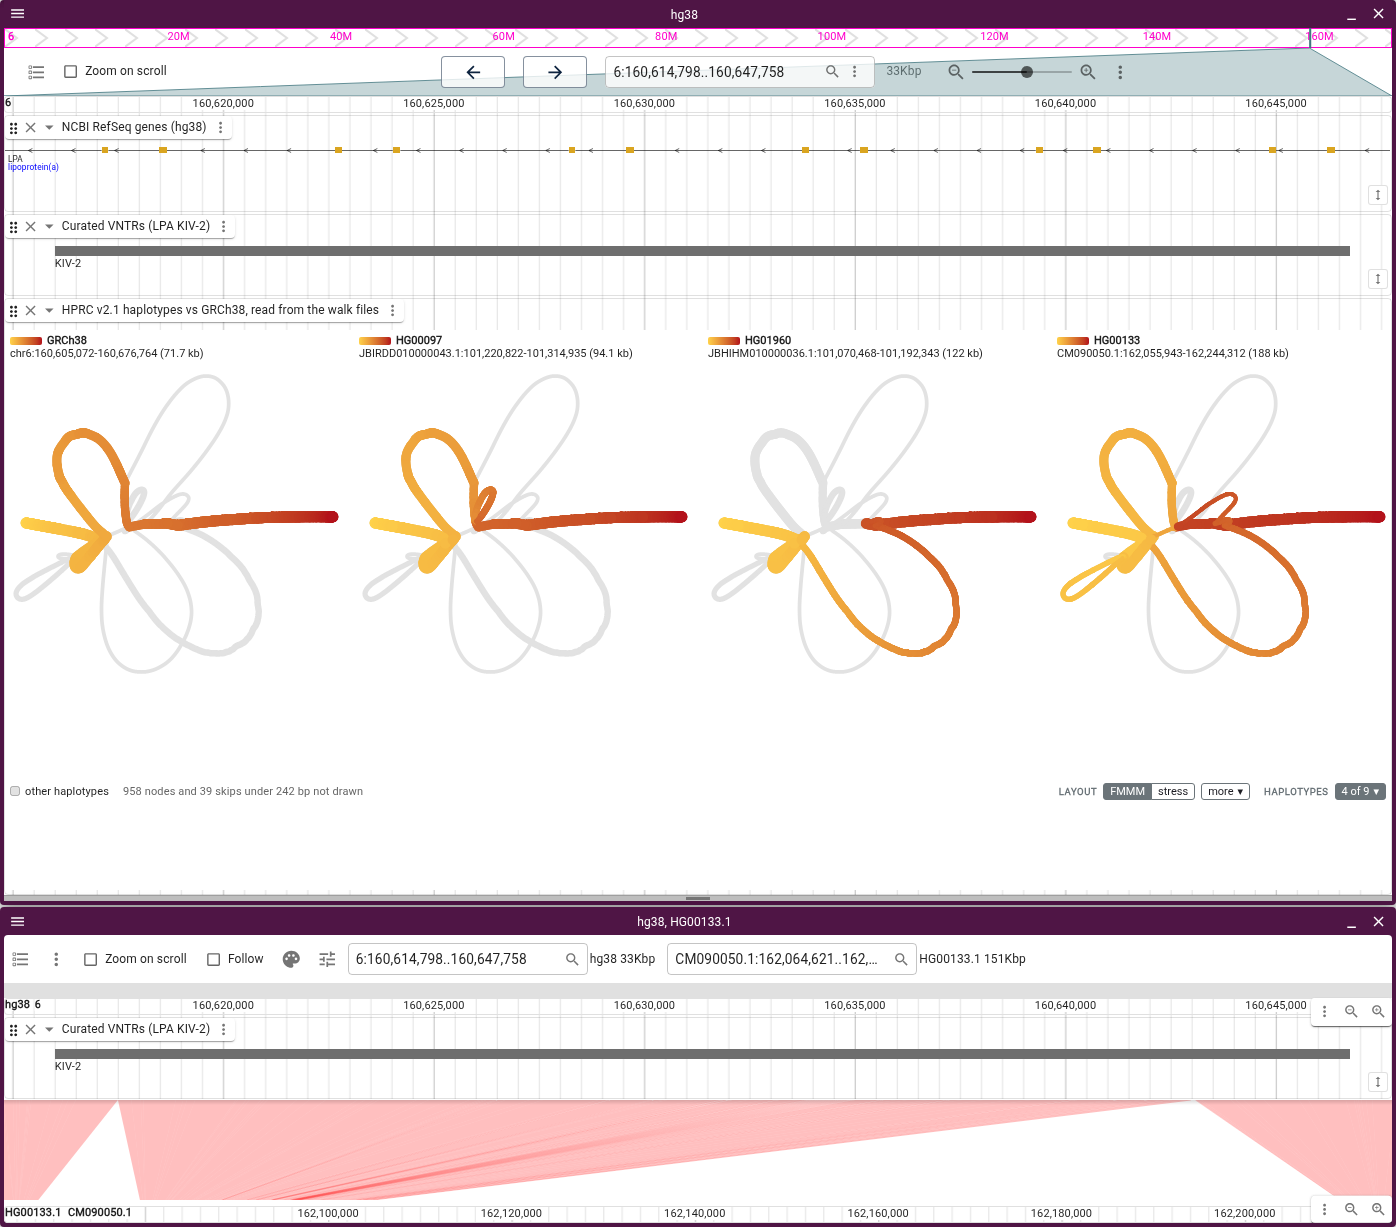 hg38
6 20M 40M 60M 80M 100M 120M 140M 160M
Zoom on scroll 6:160,614,798..160,647,758 33Kbp
6 160,620,000 160,625,000 160,630,000 160,635,000 160,640,000 160,645,000
NCBI RefSeq genes (hg38)
LPA
lipoprotein(a)
Curated VNTRs (LPA KIV-2)
KIV-2
HPRC v2.1 haplotypes vs GRCh38, read from the walk files
GRCh38 HG00097 HG01960 HG00133
chr6:160,605,072-160,676,764 (71.7 kb) JBIRDD010000043.1:101,220,822-101,314,935 (94.1 kb) JBHIHM010000036.1:101,070,468-101,192,343 (122 kb) CM090050.1:162,055,943-162,244,312 (188 kb)
other haplotypes 958 nodes and 39 skips under 242 bp not drawn LAYOUT FMMM stress more ▾ HAPLOTYPES 4 of 9 ▾
hg38, HG00133.1
Zoom on scroll Follow 6:160,614,798..160,647,758 hg38 33Kbp CM090050.1:162,064,621..162,... HG00133.1 151Kbp
hg38 6 160,620,000 160,625,000 160,630,000 160,635,000 160,640,000 160,645,000
Curated VNTRs (LPA KIV-2)
KIV-2
HG00133.1 CM090050.1 162,100,000 162,120,000 162,140,000 162,160,000 162,180,000 162,200,000